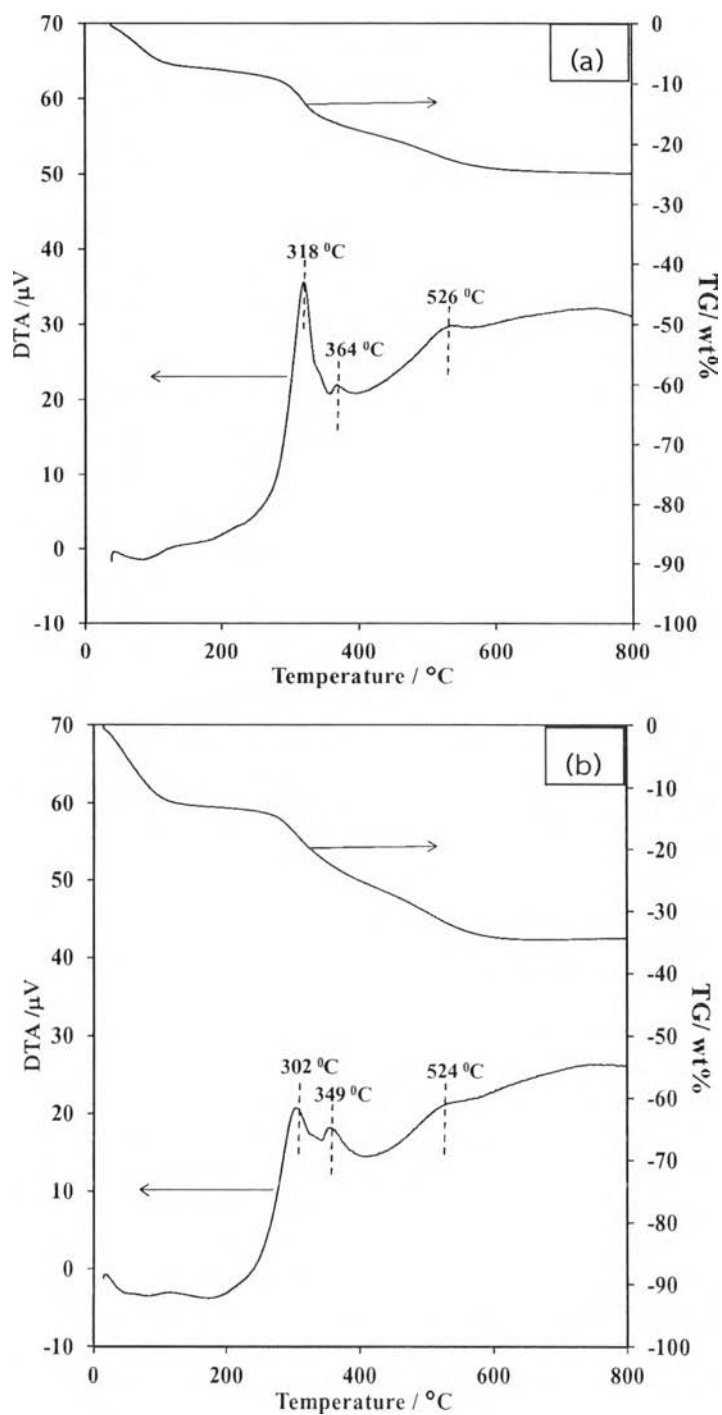 (a)
70 60 50 40 30 20 10 0 -10
DTA /µV
0 -10 -20 -30 -40 -50 -60 -70 -80 -90 -100
TG/ wt%
318 ⁰C
364 ⁰C
526 ⁰C
0 200 400 600 800
Temperature / °C
(b)
70 60 50 40 30 20 10 0 -10
DTA /µV
0 -10 -20 -30 -40 -50 -60 -70 -80 -90 -100
TG/ wt%
302 ⁰C
349 ⁰C
524 ⁰C
0 200 400 600 800
Temperature / °C